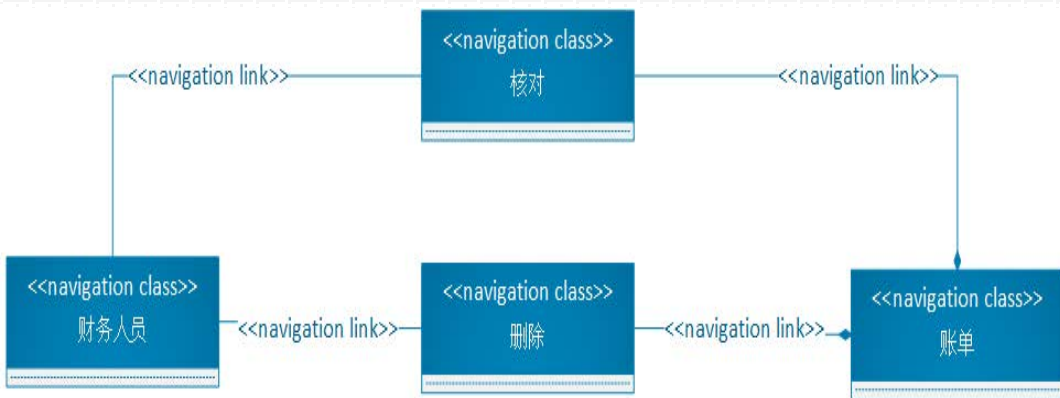 <<navigation class>>
核对
<<navigation link>>
<<navigation link>>
<<navigation class>>
财务人员
<<navigation link>>
<<navigation class>>
删除
<<navigation link>>
<<navigation class>>
账单